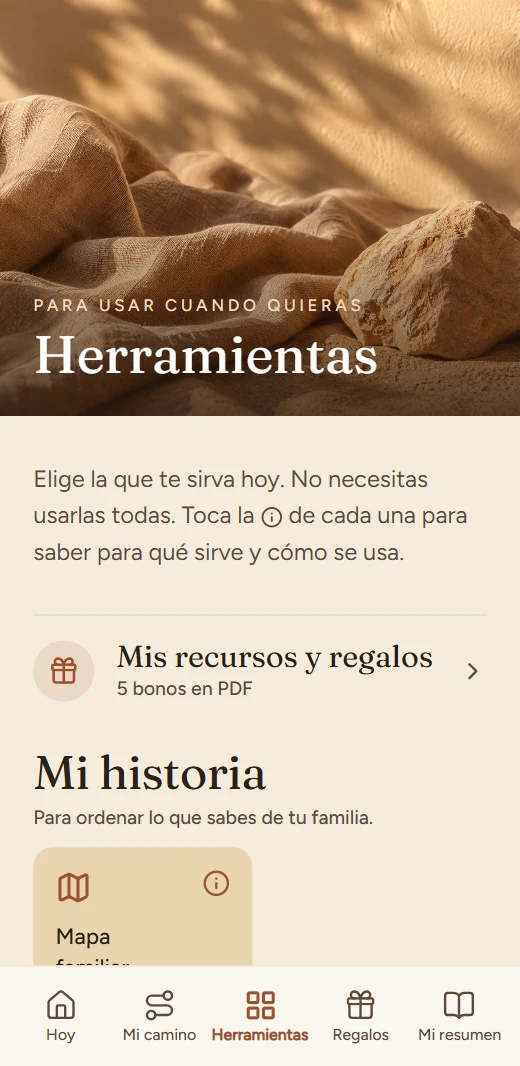 PARA USAR CUANDO QUIERAS
Herramientas
Elige la que te sirva hoy. No necesitas
usarlas todas. Toca la de cada una para
saber para qué sirve y cómo se usa.
Mis recursos y regalos
5 bonos en PDF
Mi historia
Para ordenar lo que sabes de tu familia.
Mapa
familiar
Hoy
Mi camino
Herramientas
Regalos
Mi resumen